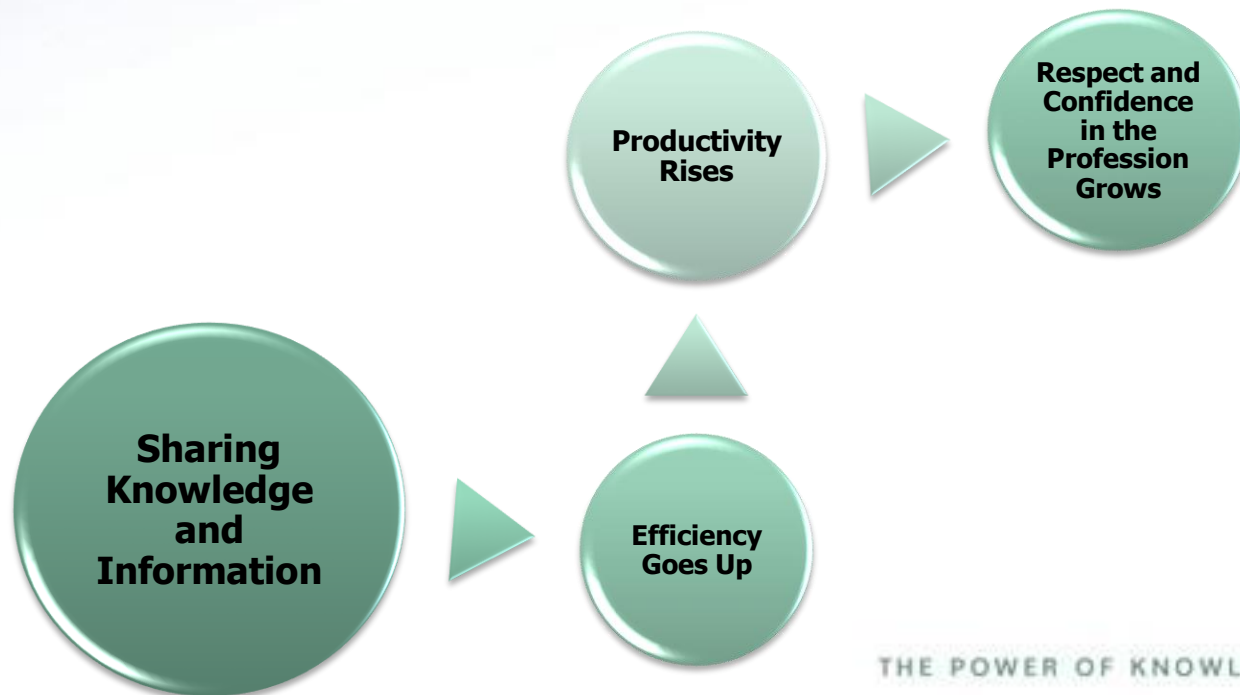 Sharing
Knowledge
and
Information
Efficiency
Goes Up
Productivity
Rises
Respect and
Confidence
in the
Profession
Grows
THE POWER OF KNOWL